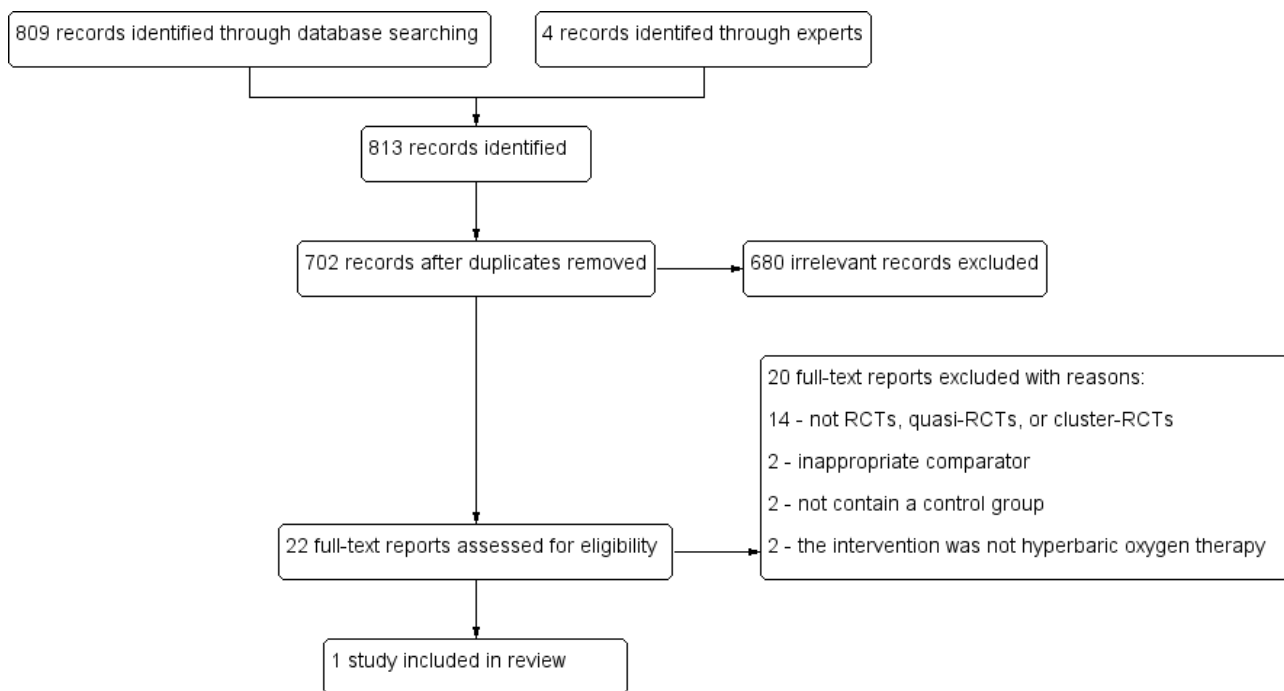 809 records identified through database searching
4 records identifed through experts
813 records identified
702 records after duplicates removed
680 irrelevant records excluded
20 full-text reports excluded with reasons:
14 - not RCTs, quasi-RCTs, or cluster-RCTs
2 - inappropriate comparator
2 - not contain a control group
2 - the intervention was not hyperbaric oxygen therapy
22 full-text reports assessed for eligibility
1 study included in review